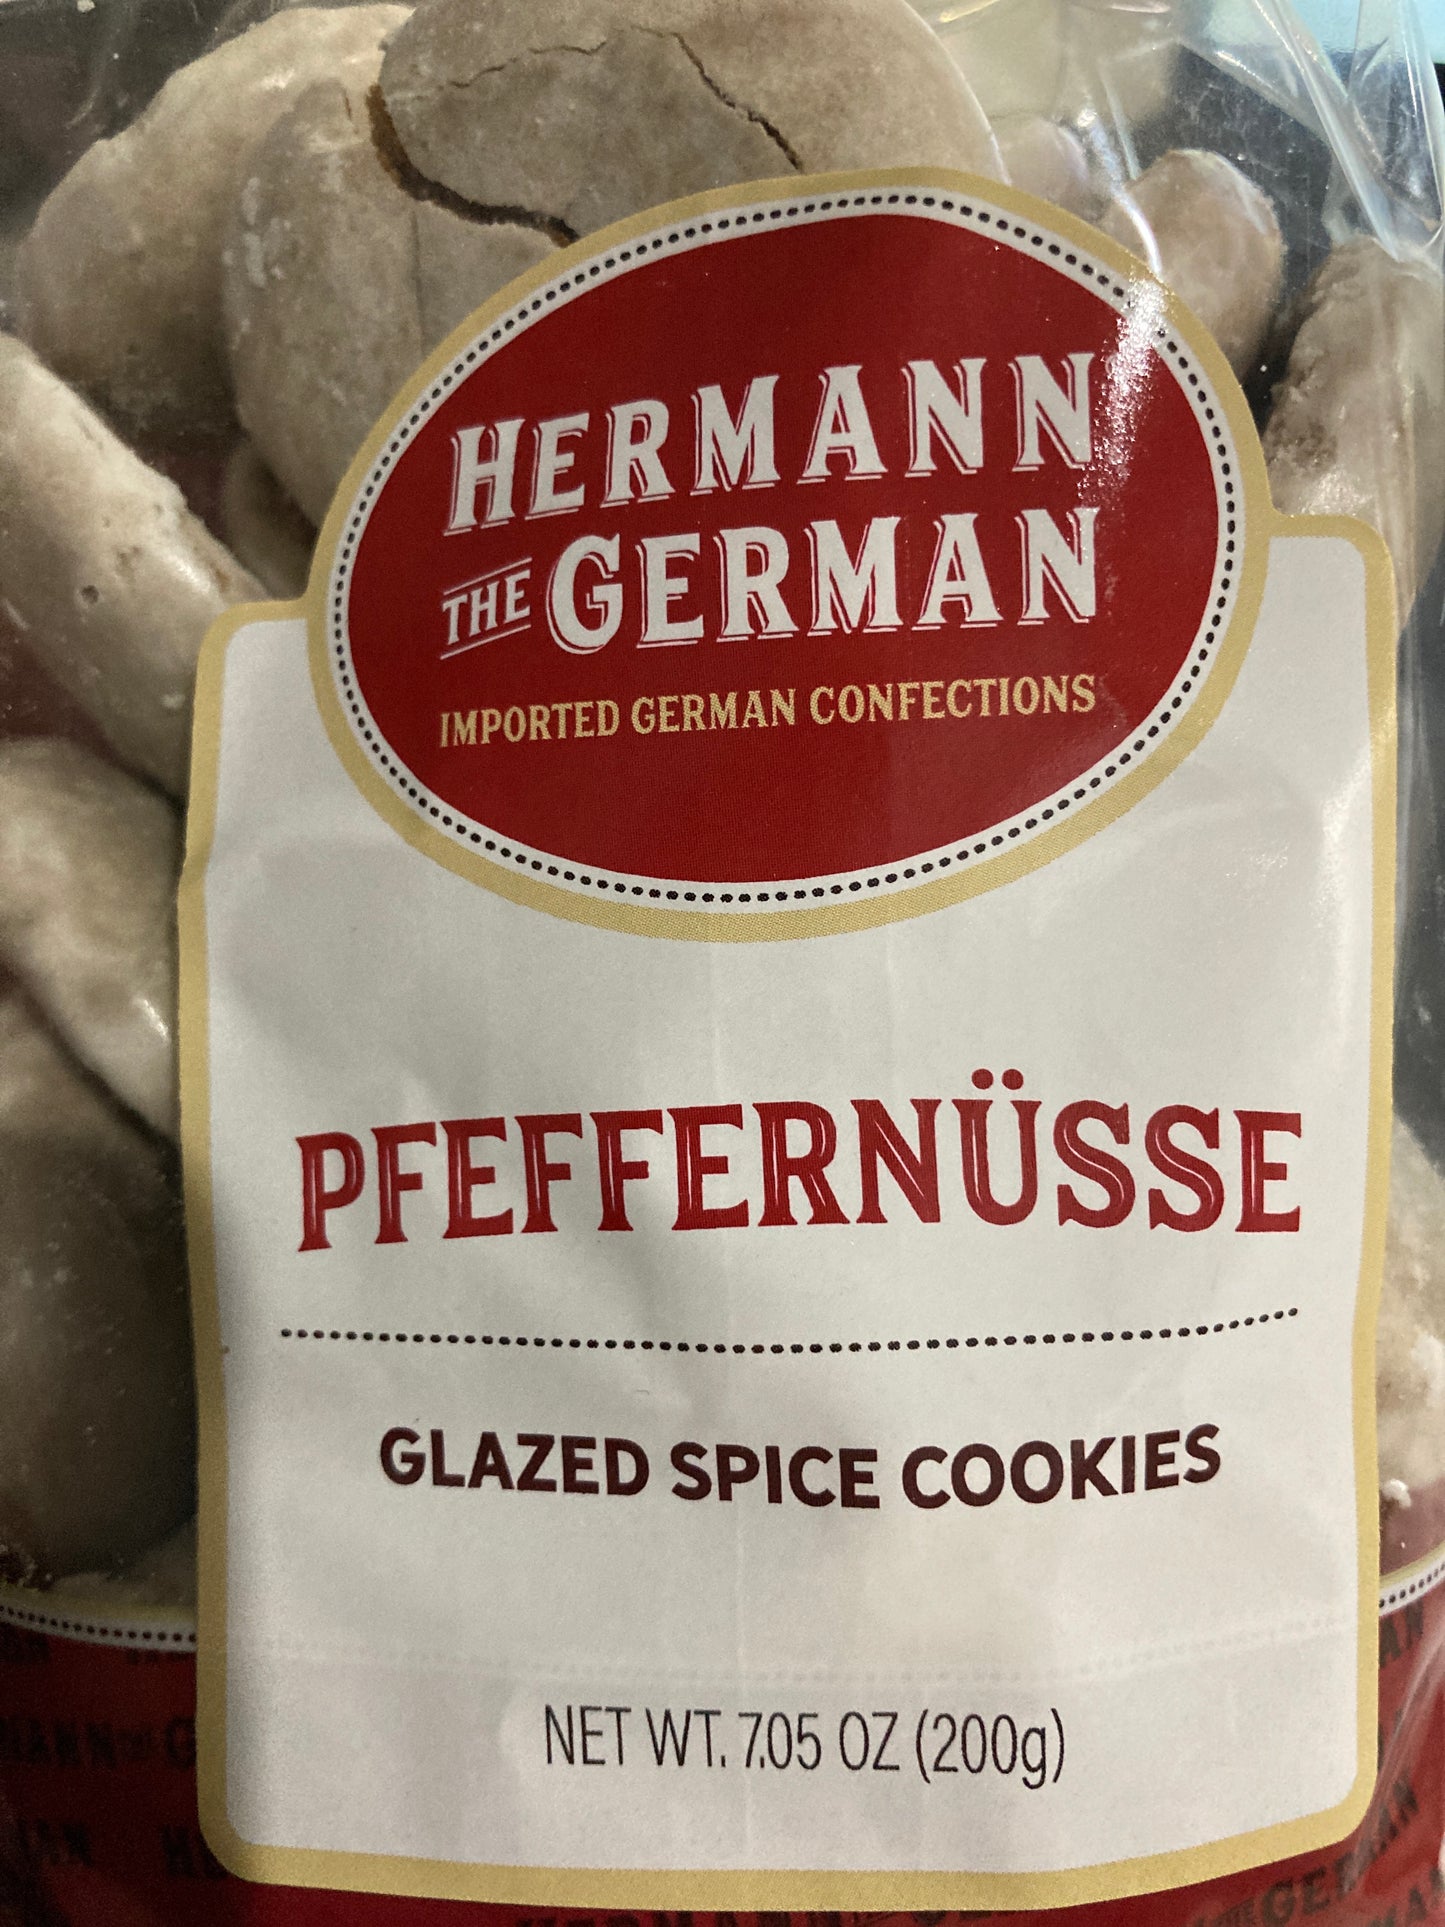 HERMANN
THE GERMAN
IMPORTED GERMAN CONFECTIONS
PFEFFERNÜSSE
GLAZED SPICE COOKIES
NET WT. 7.05 OZ (200g)